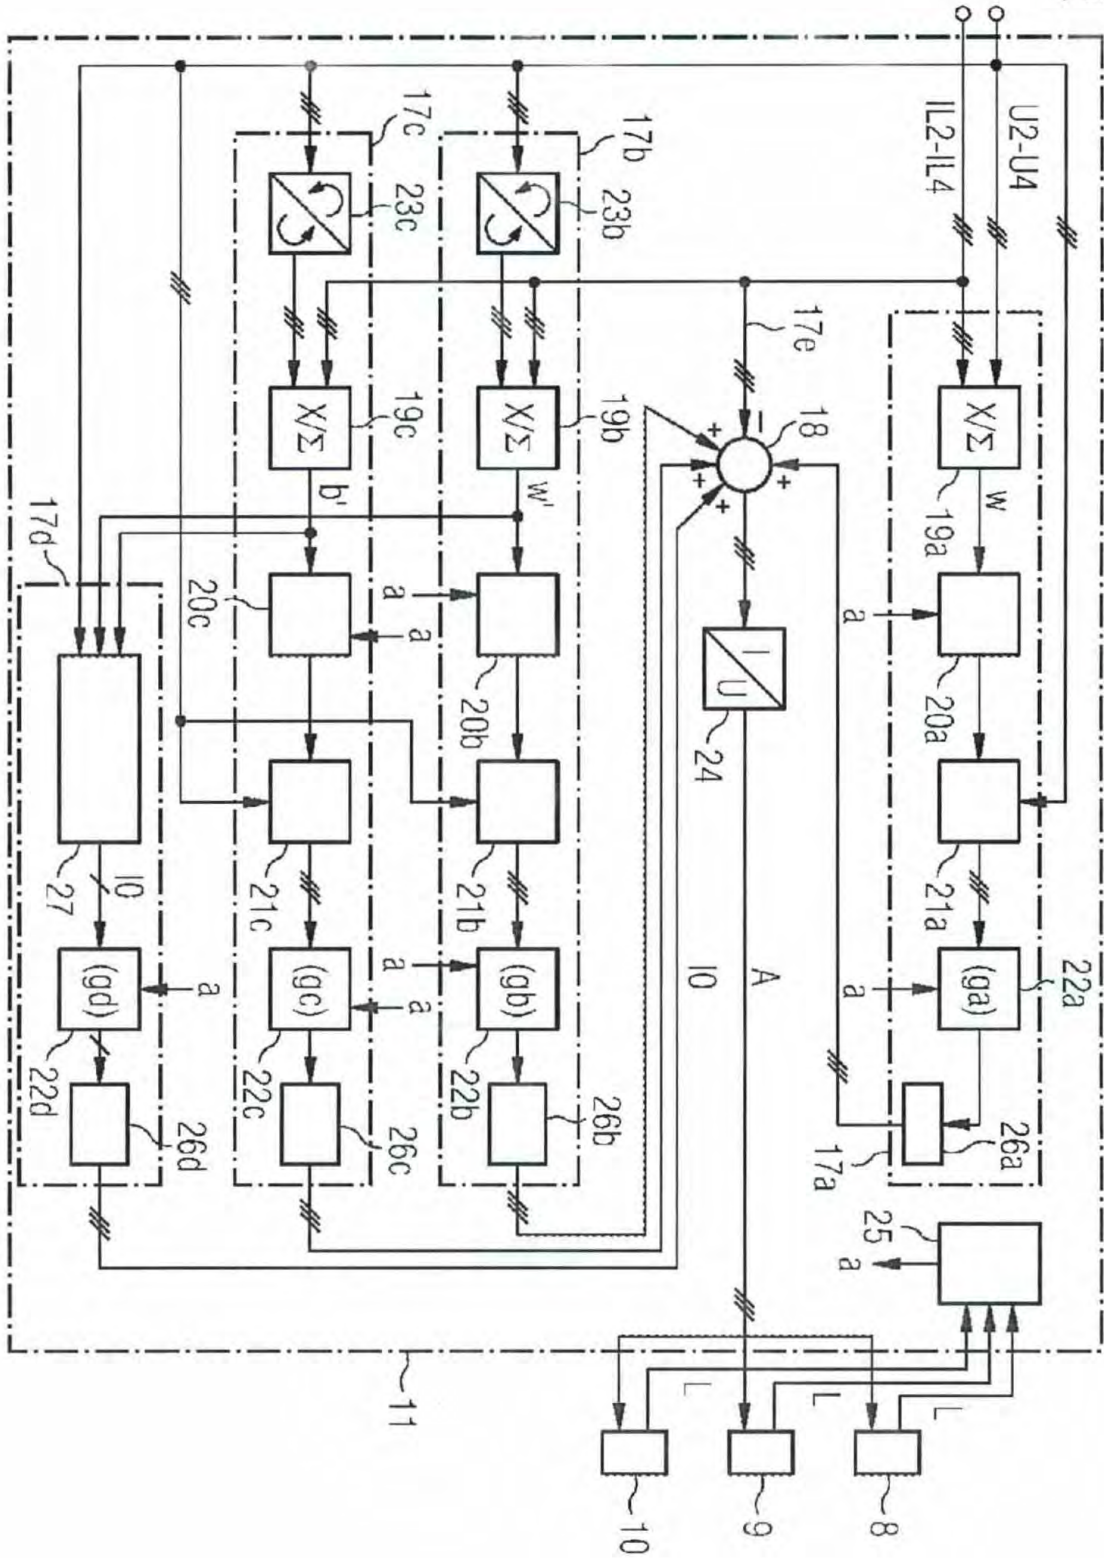 U2-U4
IL2-IL4
22a
X/Σ
(ga)
w
19a
20a
21a
26a
17a
a
a
25
a
8
L
17e
18
−
+
+
+
+
I
U
24
A
I0
L
9
L
10
17b
23b
X/Σ
19b
w'
20b
21b
(gb)
22b
26b
a
a
a
a
17c
23c
X/Σ
19c
b'
20c
21c
(gc)
22c
26c
17d
27
I0
a
(gd)
22d
26d
11